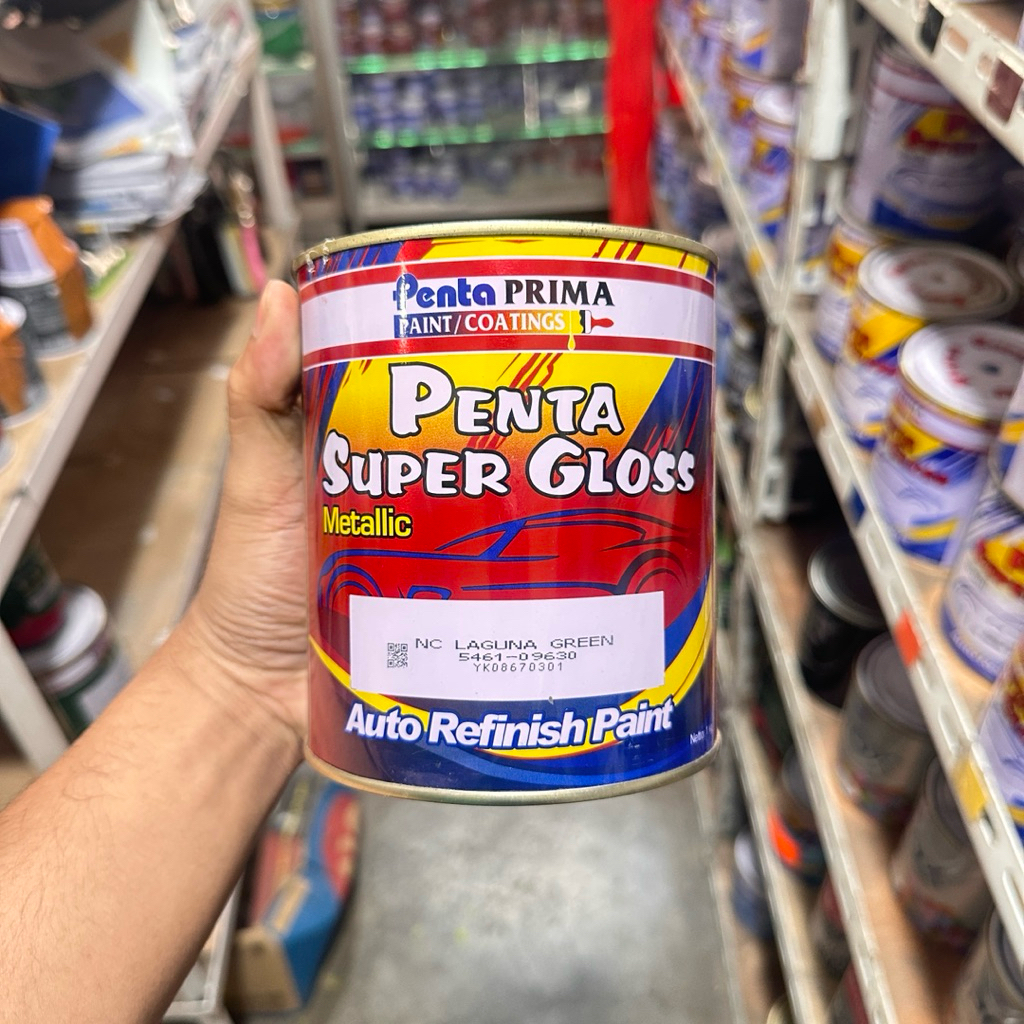 Penta PRIMA
PAINT/COATINGS
PENTA
SUPER GLOSS
Metallic
NC LAGUNA GREEN
5461-09630
YK08670301
Auto Refinish Paint